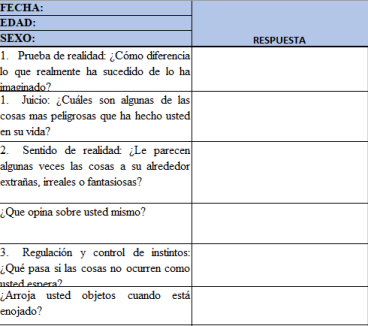 FECHA:
EDAD:
SEXO:
RESPUESTA
1. Prueba de realidad: ¿Cómo diferencia
lo que realmente ha sucedido de lo ha
imaginado?
1. Juicio: ¿Cuáles son algunas de las
cosas mas peligrosas que ha hecho usted
en su vida?
2. Sentido de realidad: ¿Le parecen
algunas veces las cosas a su alrededor
extrañas, irreales o fantasiosas?
¿Que opina sobre usted mismo?
3. Regulación y control de instintos:
¿Qué pasa si las cosas no ocurren como
usted espera?
¿Arroja usted objetos cuando está
enojado?